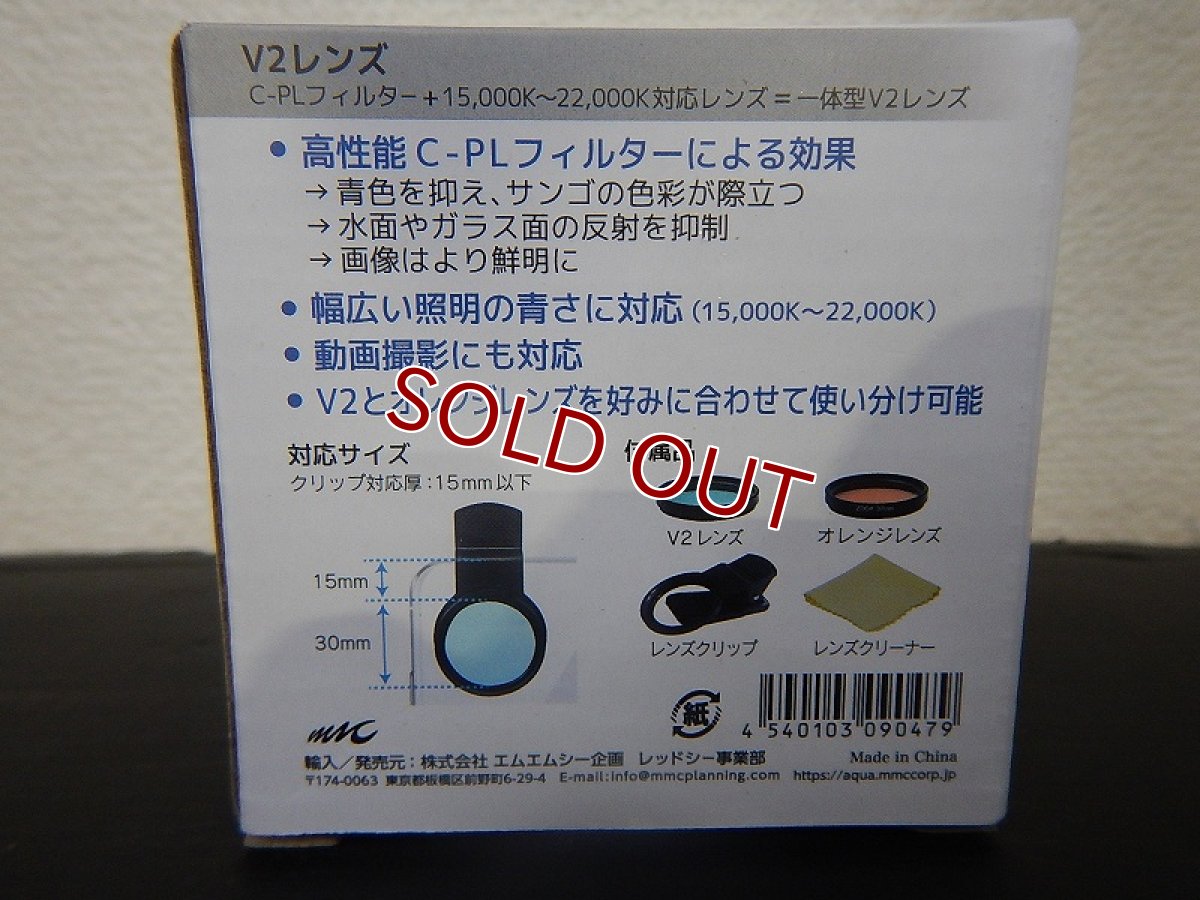 V2レンズ
C-PLフィルター+15,000K～22,000K対応レンズ=一体型V2レンズ
• 高性能C-PLフィルターによる効果
→青色を抑え、サンゴの色彩が際立つ
→水面やガラス面の反射を抑制
→画像はより鮮明に
• 幅広い照明の青さに対応（15,000K～22,000K）
• 動画撮影にも対応
• V2とオレンジレンズを好みに合わせて使い分け可能
SOLD OUT
対応サイズ
クリップ対応厚:15mm以下
15mm
30mm
付属品
V2レンズ
オレンジレンズ
レンズクリップ
レンズクリーナー
紙
4 540103 090479
mmc
輸入／発売元：株式会社 エムエムシー企画 レッドシー事業部
Made in China
〒174-0063 東京都板橋区前野町6-29-4 E-mail:info@mmcplanning.com https://aqua.mmccorp.jp